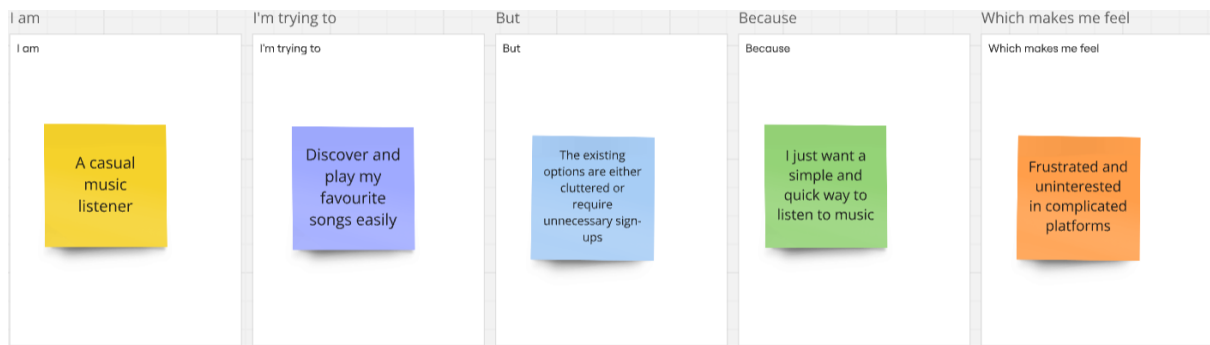 I am
I'm trying to
But
Because
Which makes me feel
I am
I'm trying to
But
Because
Which makes me feel
A casual
music
listener
Discover and
play my
favourite
songs easily
The existing
options are either
cluttered or
require
unnecessary sign-
ups
I just want a
simple and
quick way to
listen to music
Frustrated and
uninterested
in complicated
platforms